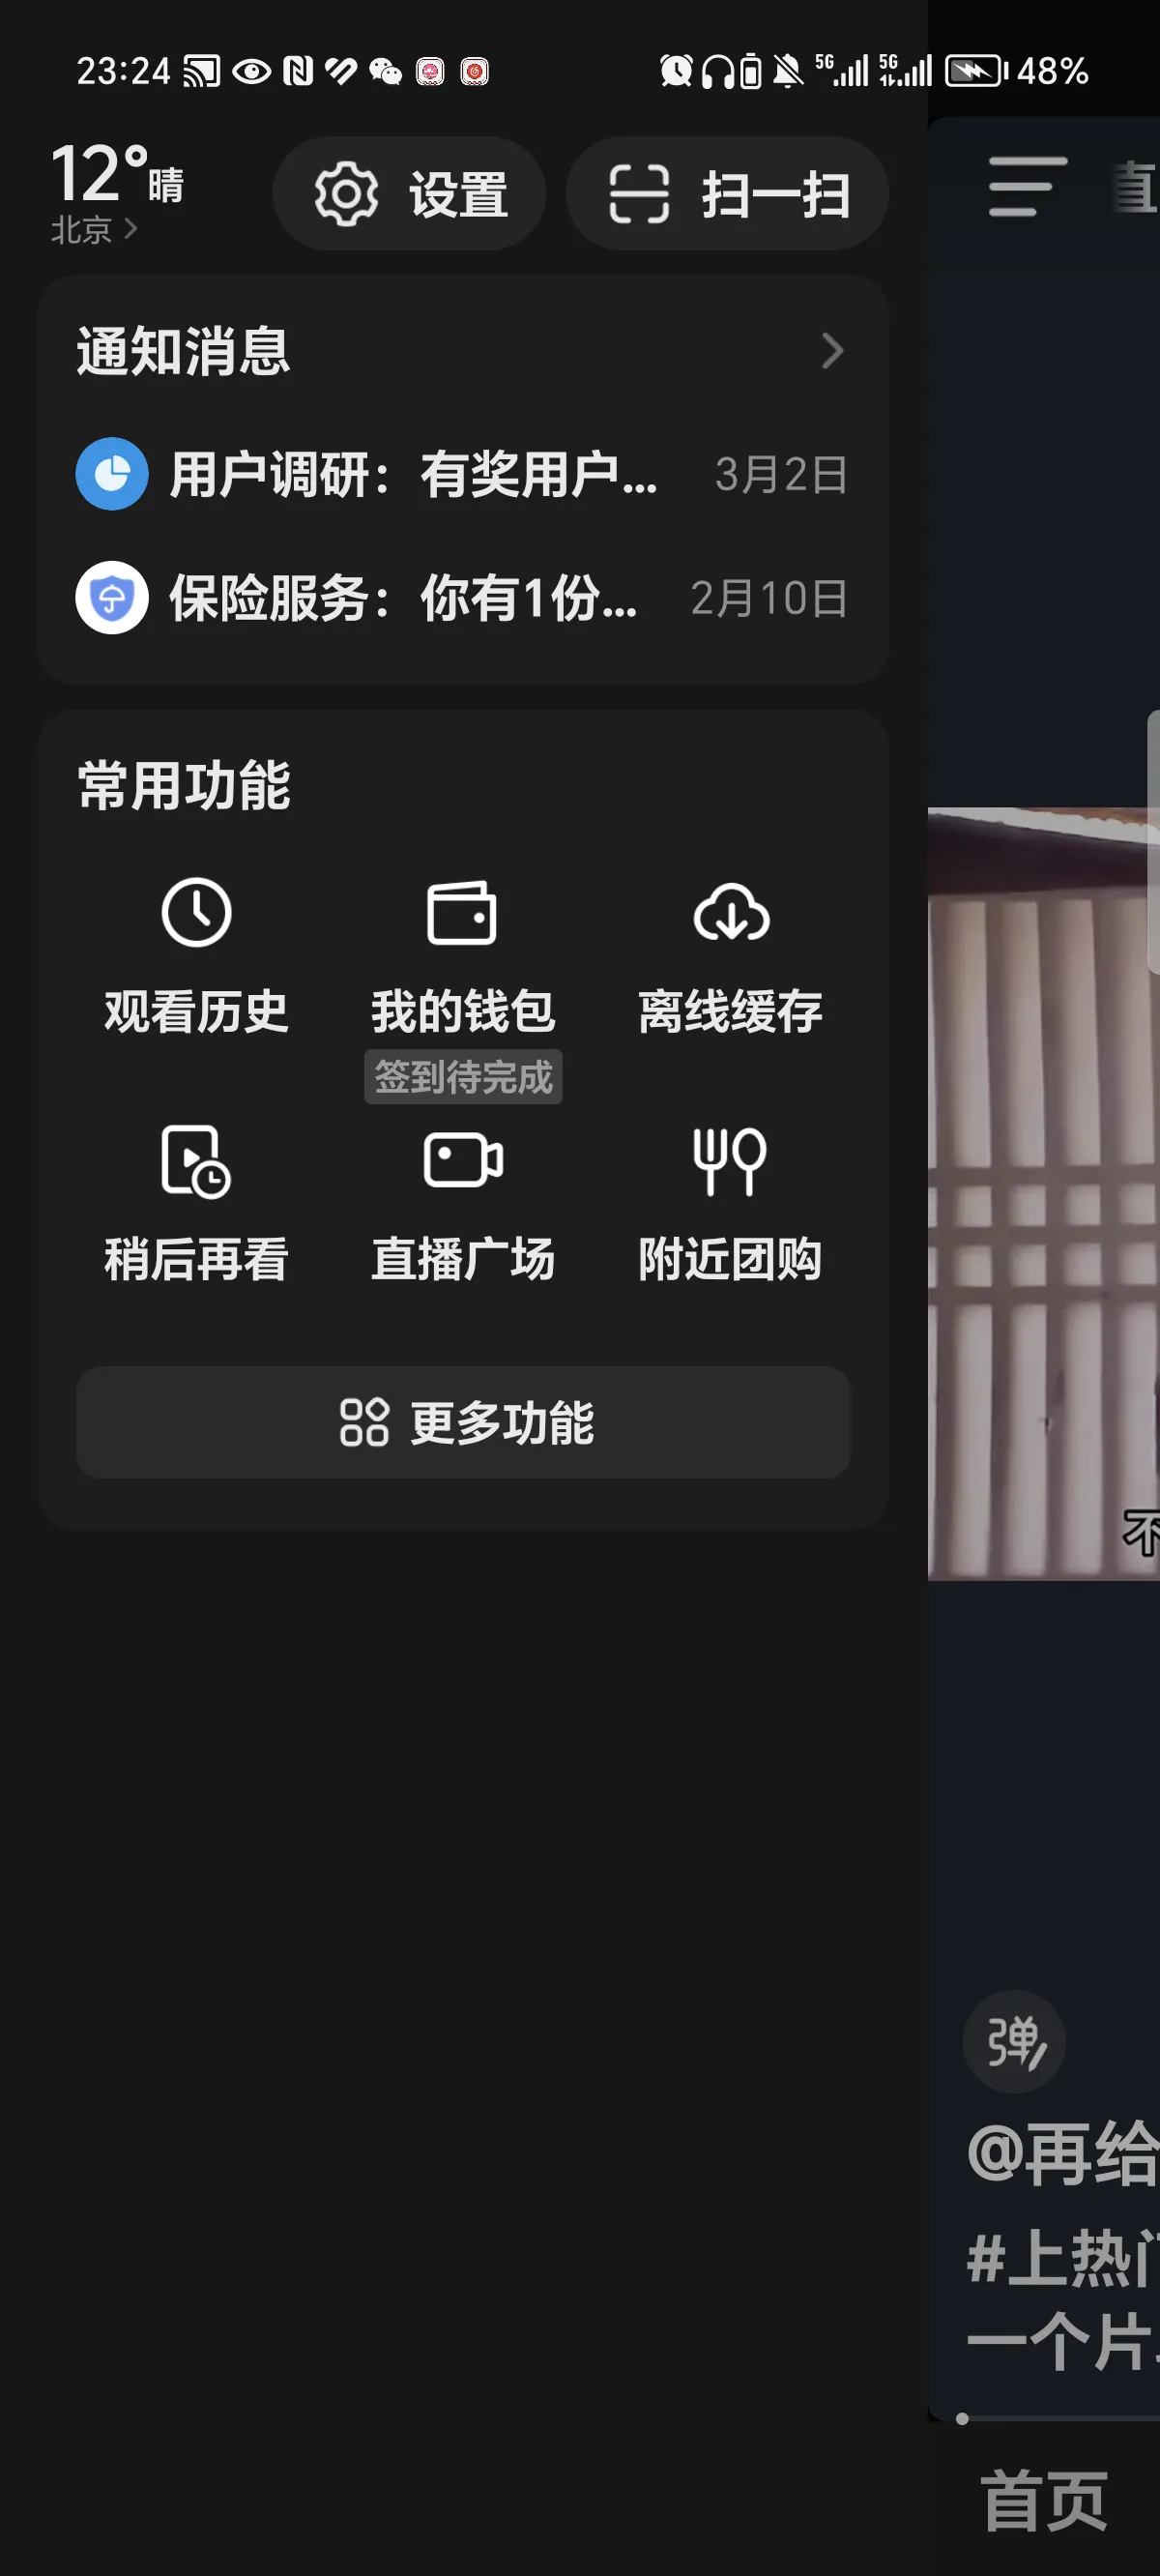 23:24
5G
5G
48%
12°晴
北京
设置
扫一扫
直
通知消息
用户调研：有奖用户...
3月2日
保险服务：你有1份...
2月10日
常用功能
观看历史
我的钱包
离线缓存
签到待完成
稍后再看
直播广场
附近团购
更多功能
不
弹
@再给
#上热门
一个片
首页